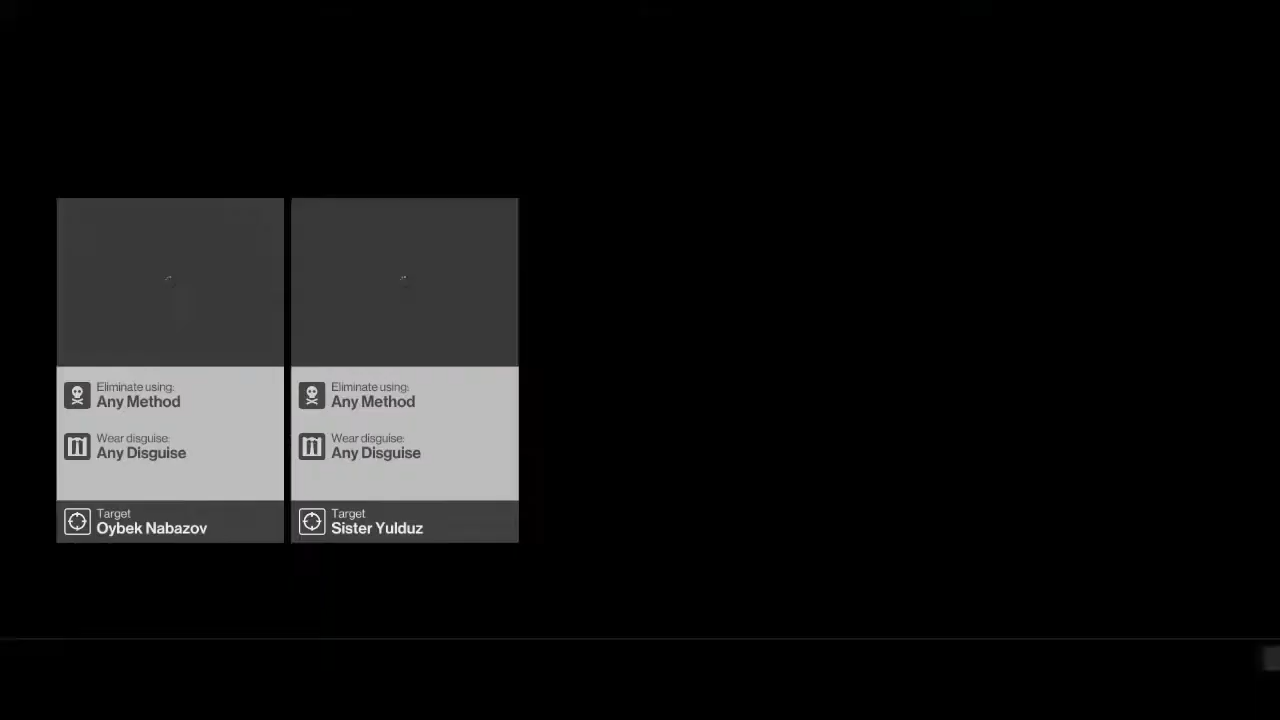 Eliminate using:
Any Method
Wear disguise:
Any Disguise
Target
Oybek Nabazov
Eliminate using:
Any Method
Wear disguise:
Any Disguise
Target
Sister Yulduz